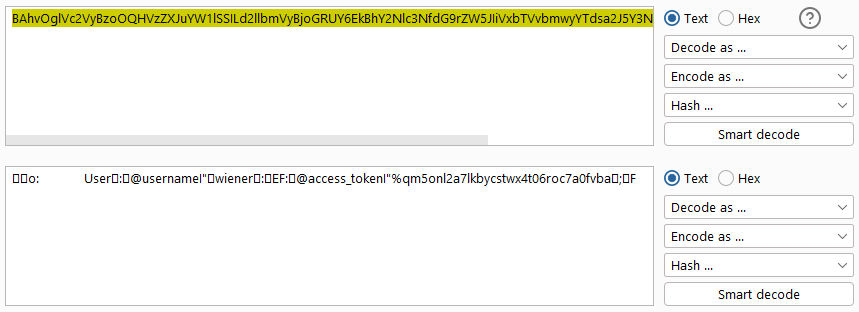 BAhvOglVc2VyBzoOQHVzZXJuYW1lSSILd2llbmVyBjoGRUY6EkBhY2Nlc3NfdG9rZW5JIiVxbTVvbmwyYTdsa2J5Y3N
Text Hex ?
Decode as ...
Encode as ...
Hash ...
Smart decode
□□o: User□:□@usernameI"□wiener□:□EF:□@access_tokenI"%qm5onl2a7lkbycstwx4t06roc7a0fvba□;□F
Text Hex
Decode as ...
Encode as ...
Hash ...
Smart decode